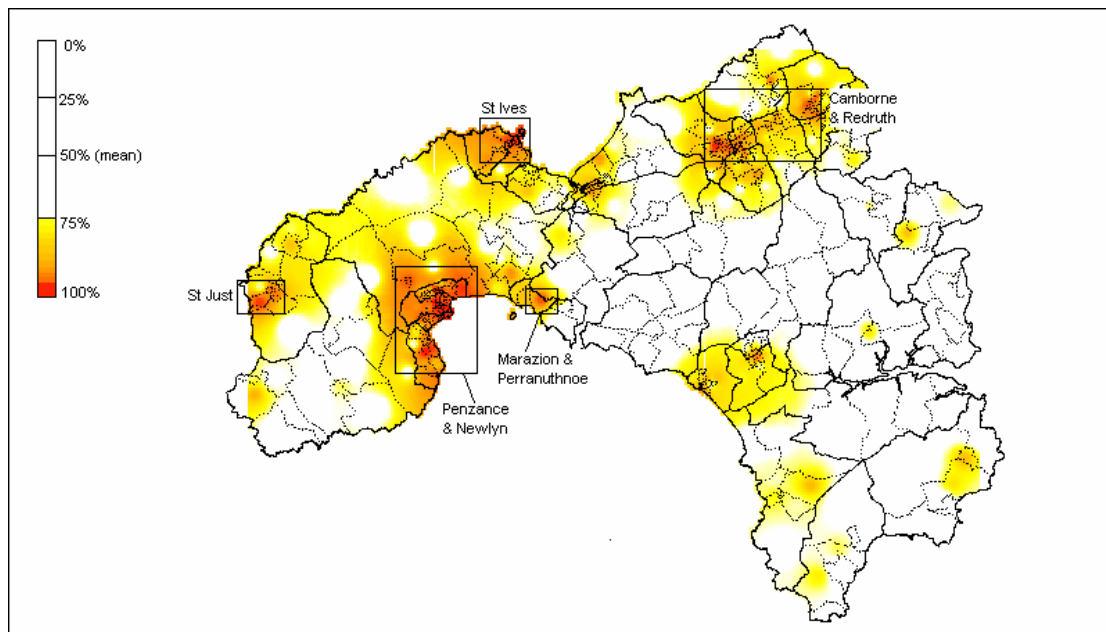 0%
25%
50% (mean)
75%
100%
St Ives
Camborne
& Redruth
St Just
Marazion &
Perranuthnoe
Penzance
& Newlyn